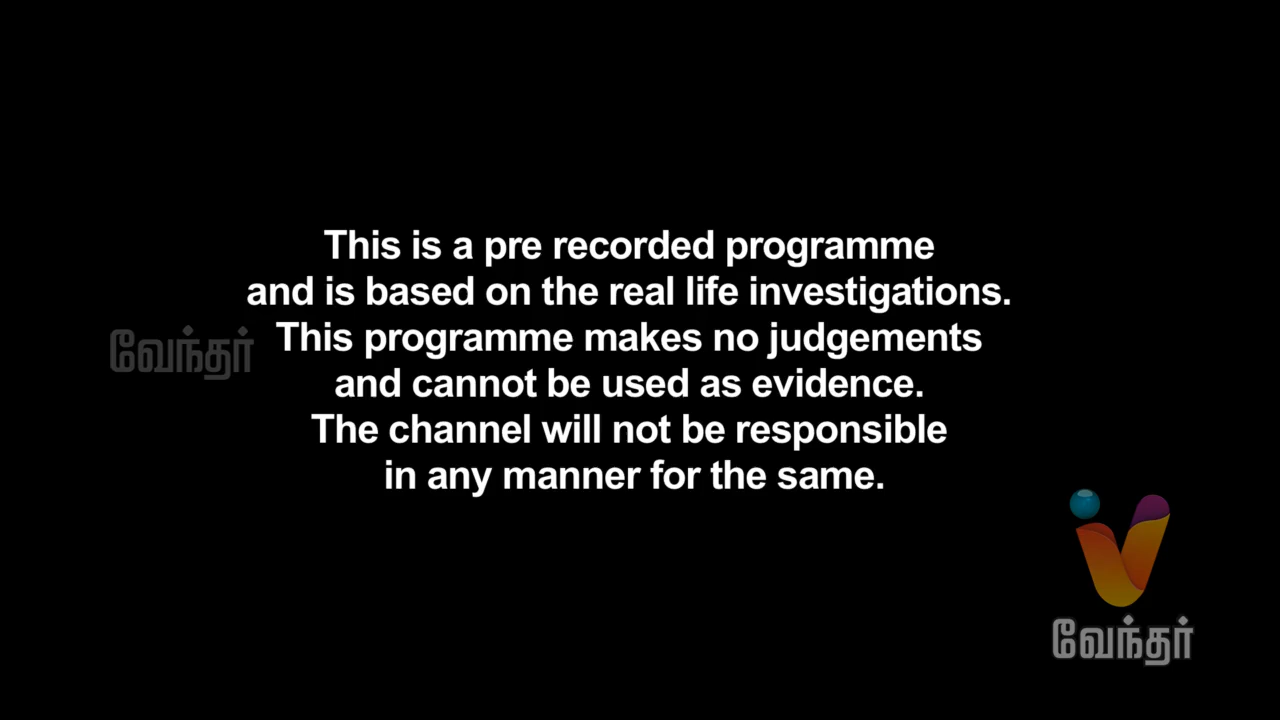 This is a pre recorded programme
and is based on the real life investigations.
வேந்தர்
This programme makes no judgements
and cannot be used as evidence.
The channel will not be responsible
in any manner for the same.
வேந்தர்